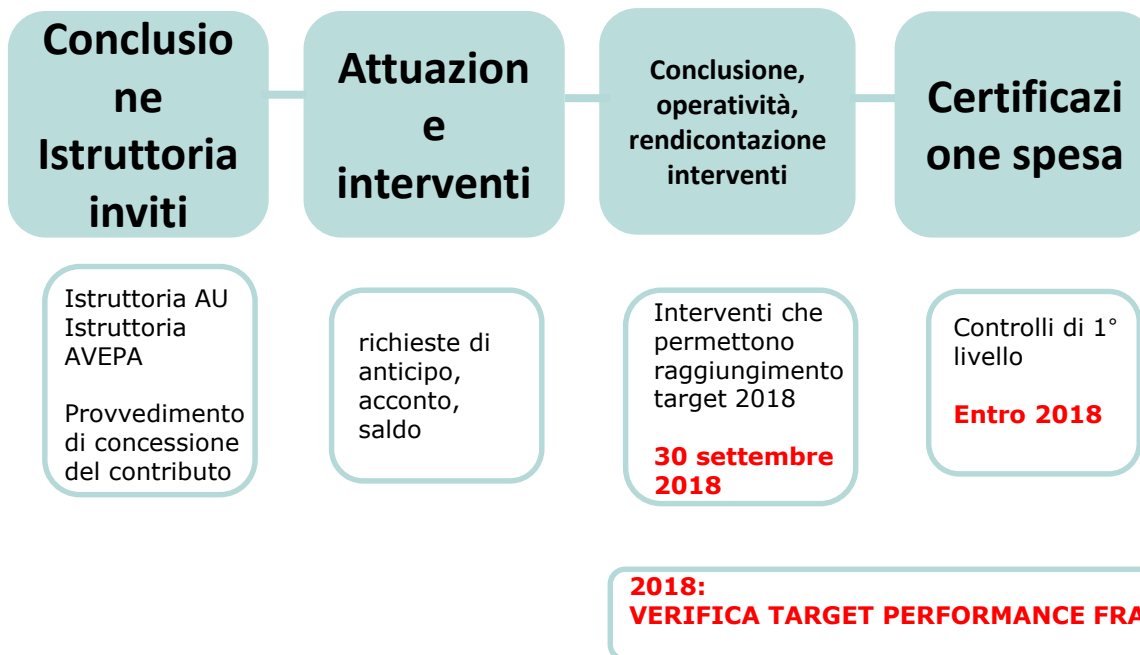 Conclusio
ne
Istruttoria
inviti
Attuazion
e
interventi
Conclusione,
operatività,
rendicontazione
interventi
Certificazi
one spesa
Istruttoria AU
Istruttoria
AVEPA
Provvedimento
di concessione
del contributo
richieste di
anticipo,
acconto,
saldo
Interventi che
permettono
raggiungimento
target 2018
30 settembre
2018
Controlli di 1°
livello
Entro 2018
2018:
VERIFICA TARGET PERFORMANCE FRA